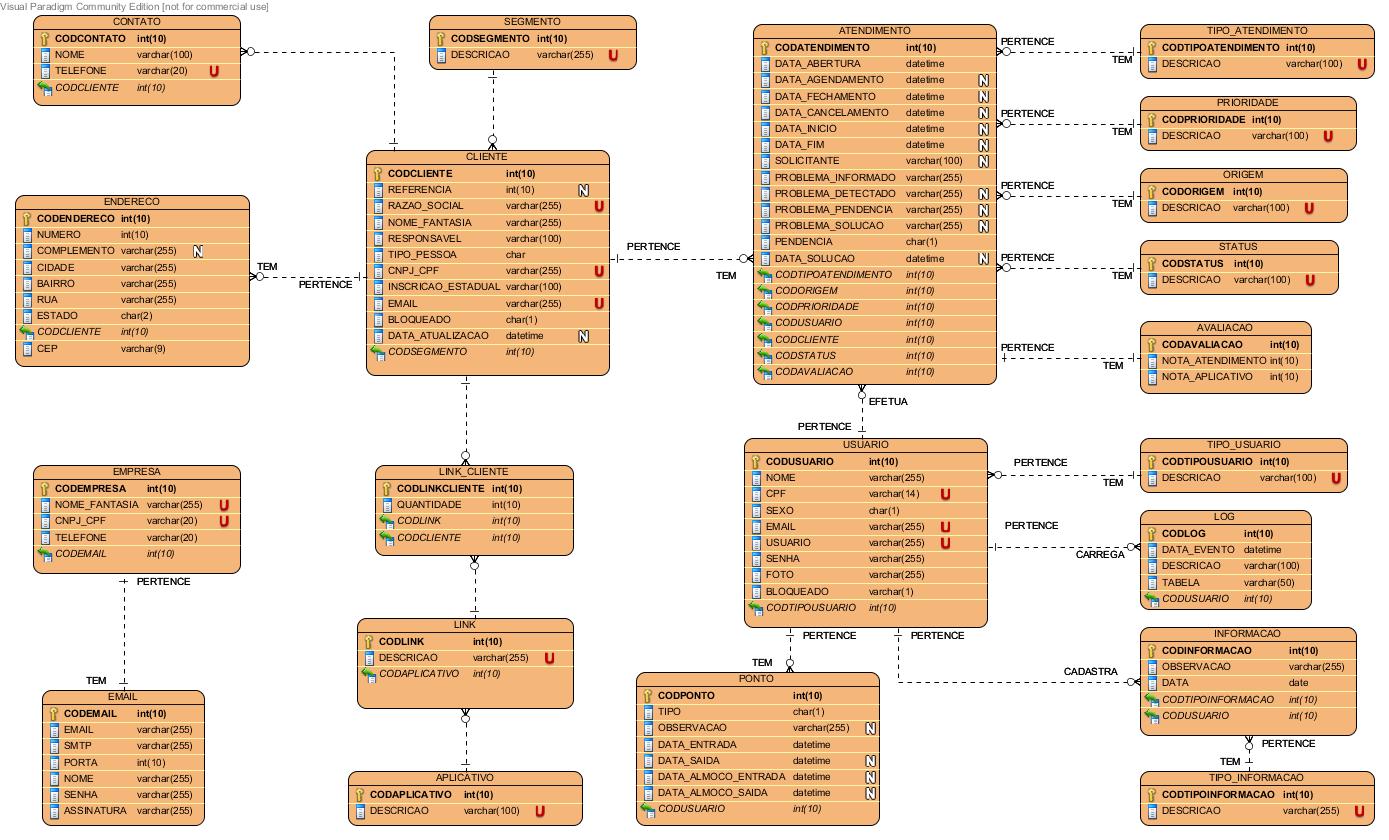 Visual Paradigm Community Edition [not for commercial use]
CONTATO
CODCONTATO int(10)
NOME varchar(100)
TELEFONE varchar(20) U
CODCLIENTE int(10)
SEGMENTO
CODSEGMENTO int(10)
DESCRICAO varchar(255) U
ENDERECO
CODENDERECO int(10)
NUMERO int(10)
COMPLEMENTO varchar(255) N
CIDADE varchar(255)
BAIRRO varchar(255)
RUA varchar(255)
ESTADO char(2)
CODCLIENTE int(10)
CEP varchar(9)
TEM
PERTENCE
CLIENTE
CODCLIENTE int(10)
REFERENCIA int(10) N
RAZAO_SOCIAL varchar(255) U
NOME_FANTASIA varchar(255)
RESPONSAVEL varchar(100)
TIPO_PESSOA char
CNPJ_CPF varchar(255) U
INSCRICAO_ESTADUAL varchar(100)
EMAIL varchar(255) U
BLOQUEADO char(1)
DATA_ATUALIZACAO datetime N
CODSEGMENTO int(10)
PERTENCE
TEM
ATENDIMENTO
CODATENDIMENTO int(10)
DATA_ABERTURA datetime
DATA_AGENDAMENTO datetime N
DATA_FECHAMENTO datetime N
DATA_CANCELAMENTO datetime N
DATA_INICIO datetime N
DATA_FIM datetime N
SOLICITANTE varchar(100) N
PROBLEMA_INFORMADO varchar(255)
PROBLEMA_DETECTADO varchar(255) N
PROBLEMA_PENDENCIA varchar(255) N
PROBLEMA_SOLUCAO varchar(255) N
PENDENCIA char(1)
DATA_SOLUCAO datetime N
CODTIPOATENDIMENTO int(10)
CODORIGEM int(10)
CODPRIORIDADE int(10)
CODUSUARIO int(10)
CODCLIENTE int(10)
CODSTATUS int(10)
CODAVALIACAO int(10)
PERTENCE
TEM
TIPO_ATENDIMENTO
CODTIPOATENDIMENTO int(10)
DESCRICAO varchar(100) U
PERTENCE
TEM
PRIORIDADE
CODPRIORIDADE int(10)
DESCRICAO varchar(100) U
PERTENCE
TEM
ORIGEM
CODORIGEM int(10)
DESCRICAO varchar(100) U
PERTENCE
TEM
STATUS
CODSTATUS int(10)
DESCRICAO varchar(100) U
PERTENCE
TEM
AVALIACAO
CODAVALIACAO int(10)
NOTA_ATENDIMENTO int(10)
NOTA_APLICATIVO int(10)
EFETUA
PERTENCE
EMPRESA
CODEMPRESA int(10)
NOME_FANTASIA varchar(255) U
CNPJ_CPF varchar(20) U
TELEFONE varchar(20)
CODEMAIL int(10)
PERTENCE
TEM
EMAIL
CODEMAIL int(10)
EMAIL varchar(255)
SMTP varchar(255)
PORTA int(10)
NOME varchar(255)
SENHA varchar(255)
ASSINATURA varchar(255)
LINK_CLIENTE
CODLINKCLIENTE int(10)
QUANTIDADE int(10)
CODLINK int(10)
CODCLIENTE int(10)
LINK
CODLINK int(10)
DESCRICAO varchar(255) U
CODAPLICATIVO int(10)
APLICATIVO
CODAPLICATIVO int(10)
DESCRICAO varchar(100) U
USUARIO
CODUSUARIO int(10)
NOME varchar(255)
CPF varchar(14) U
SEXO char(1)
EMAIL varchar(255) U
USUARIO varchar(255) U
SENHA varchar(255)
FOTO varchar(255)
BLOQUEADO varchar(1)
CODTIPOUSUARIO int(10)
PERTENCE
TEM
TIPO_USUARIO
CODTIPOUSUARIO int(10)
DESCRICAO varchar(100) U
PERTENCE
CARREGA
LOG
CODLOG int(10)
DATA_EVENTO datetime
DESCRICAO varchar(100)
TABELA varchar(50)
CODUSUARIO int(10)
PERTENCE
TEM
PERTENCE
CADASTRA
PONTO
CODPONTO int(10)
TIPO char(1)
OBSERVACAO varchar(255) N
DATA_ENTRADA datetime
DATA_SAIDA datetime N
DATA_ALMOCO_ENTRADA datetime N
DATA_ALMOCO_SAIDA datetime N
CODUSUARIO int(10)
INFORMACAO
CODINFORMACAO int(10)
OBSERVACAO varchar(255)
DATA date
CODTIPOINFORMACAO int(10)
CODUSUARIO int(10)
PERTENCE
TEM
TIPO_INFORMACAO
CODTIPOINFORMACAO int(10)
DESCRICAO varchar(255) U